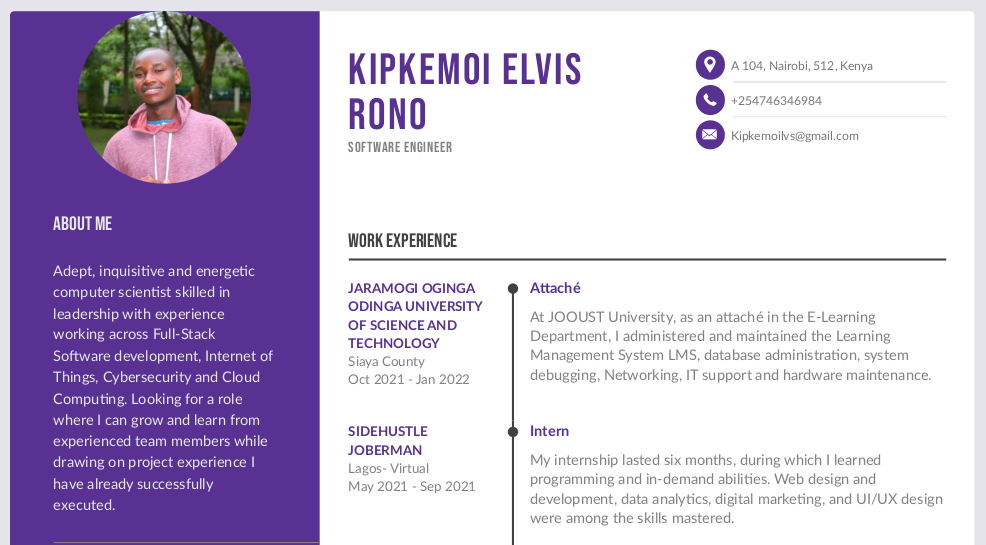 KIPKEMOI ELVIS
RONO
SOFTWARE ENGINEER
A 104, Nairobi, 512, Kenya
+254746346984
Kipkemoilvs@gmail.com
ABOUT ME
Adept, inquisitive and energetic
computer scientist skilled in
leadership with experience
working across Full-Stack
Software development, Internet of
Things, Cybersecurity and Cloud
Computing. Looking for a role
where I can grow and learn from
experienced team members while
drawing on project experience I
have already successfully
executed.
WORK EXPERIENCE
JARAMOGI OGINGA
ODINGA UNIVERSITY
OF SCIENCE AND
TECHNOLOGY
Siaya County
Oct 2021 - Jan 2022
Attaché
At JOOUST University, as an attaché in the E-Learning
Department, I administered and maintained the Learning
Management System LMS, database administration, system
debugging, Networking, IT support and hardware maintenance.
SIDEHUSTLE
JOBERMAN
Lagos- Virtual
May 2021 - Sep 2021
Intern
My internship lasted six months, during which I learned
programming and in-demand abilities. Web design and
development, data analytics, digital marketing, and UI/UX design
were among the skills mastered.